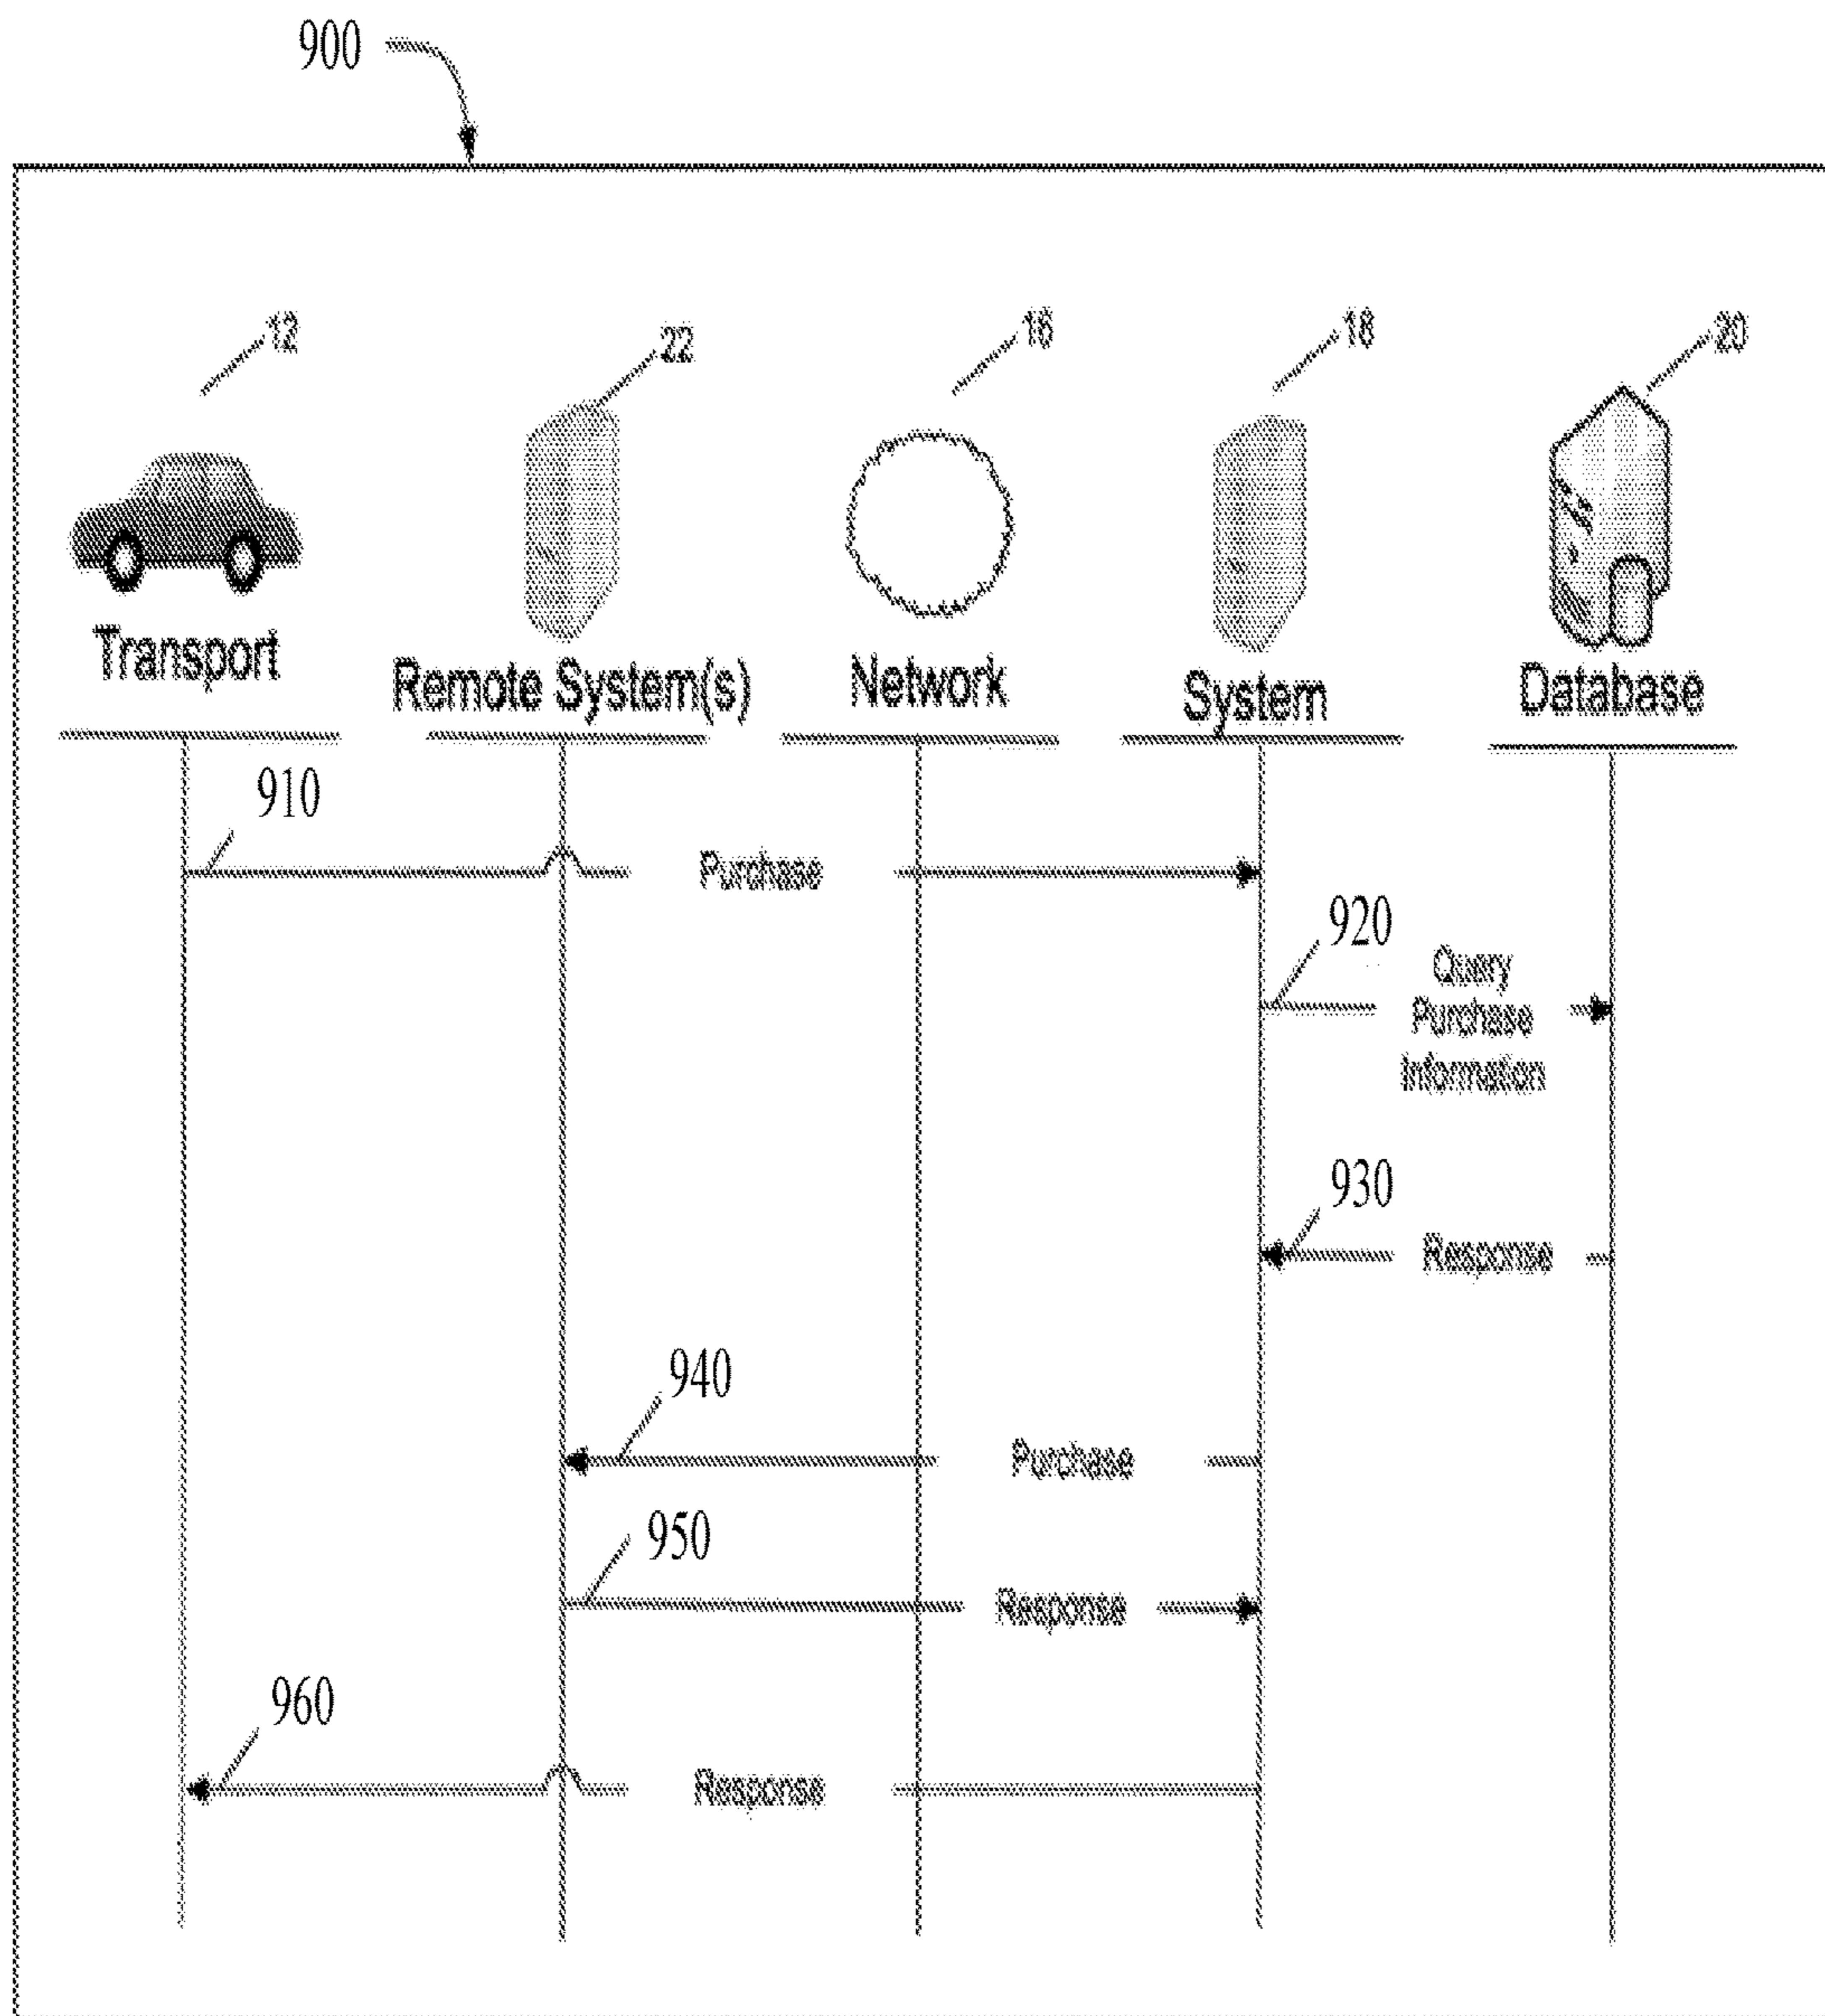 900
12
22
16
18
20
Transport
Remote System(s)
Network
System
Database
910
Purchase
920
Query
Purchase
Information
930
Response
940
Purchase
950
Response
960
Response